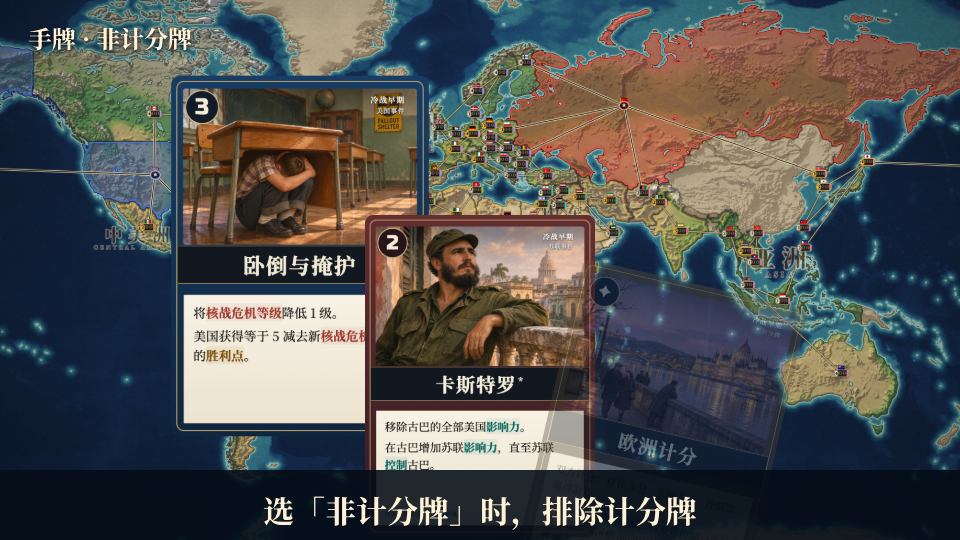 手牌·非计分牌
3
冷战早期
美国事件
FALLOUT
SHELTER
卧倒与掩护
将核战危机等级降低 1 级。
美国获得等于 5 减去新核战危机
的胜利点。
2
冷战早期
卡斯特罗*
移除古巴的全部美国影响力。
在古巴增加苏联影响力，直至苏联
控制古巴。
欧洲计分
亚洲
ASIA
选「非计分牌」时，排除计分牌